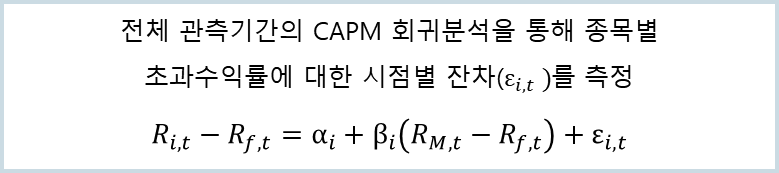 전체 관측기간의 CAPM 회귀분석을 통해 종목별
초과수익률에 대한 시점별 잔차(ε_{i,t} )를 측정
R_{i,t} − R_{f,t} = α_i + β_i(R_{M,t} − R_{f,t}) + ε_{i,t}